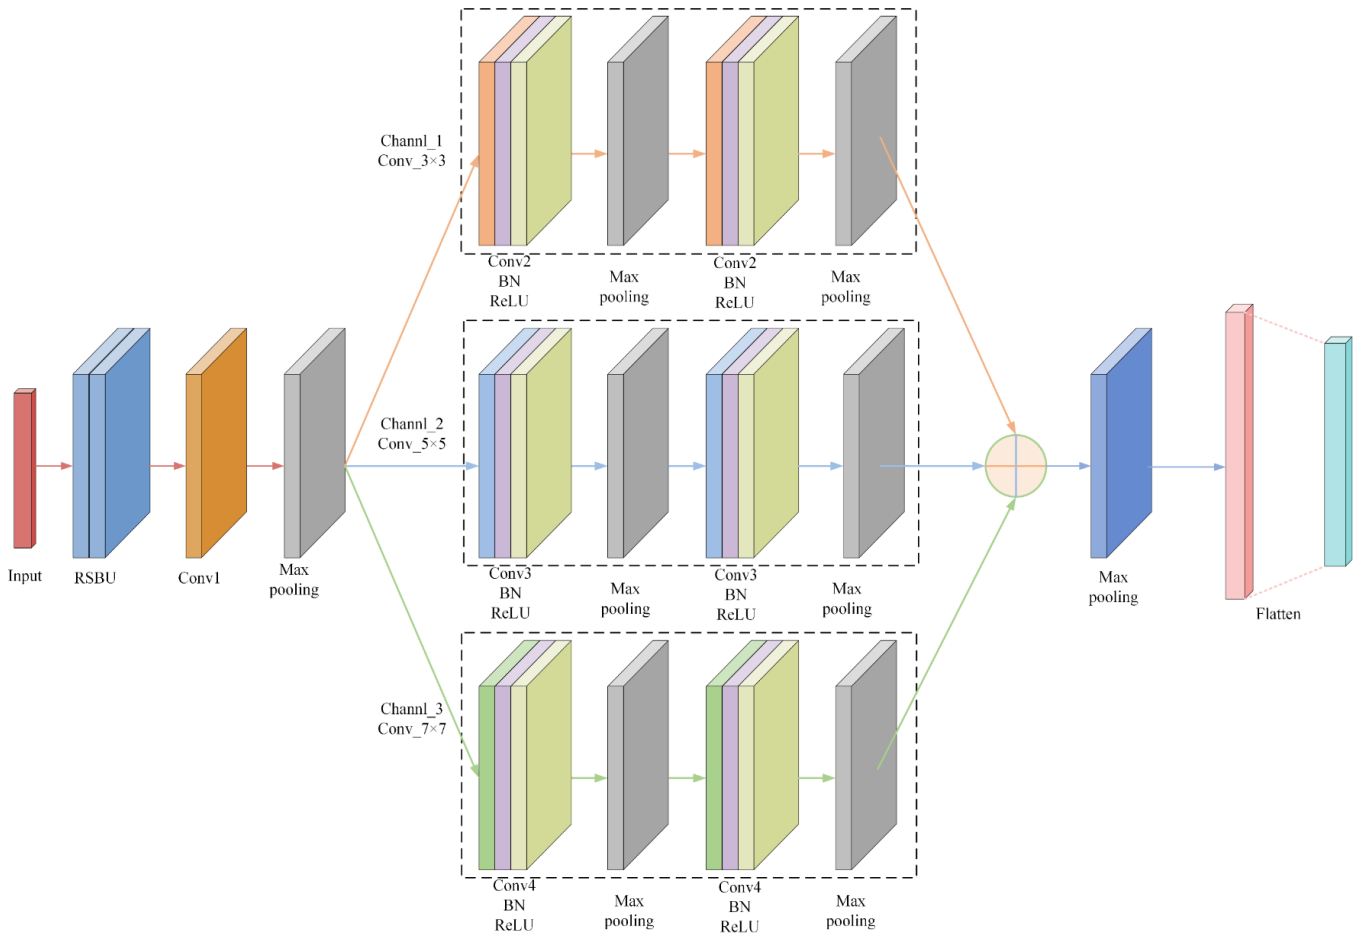 Channl_1
Conv_3×3
Conv2
BN
ReLU
Max
pooling
Conv2
BN
ReLU
Max
pooling
Input
RSBU
Conv1
Max
pooling
Channl_2
Conv_5×5
Conv3
BN
ReLU
Max
pooling
Conv3
BN
ReLU
Max
pooling
Max
pooling
Flatten
Channl_3
Conv_7×7
Conv4
BN
ReLU
Max
pooling
Conv4
BN
ReLU
Max
pooling